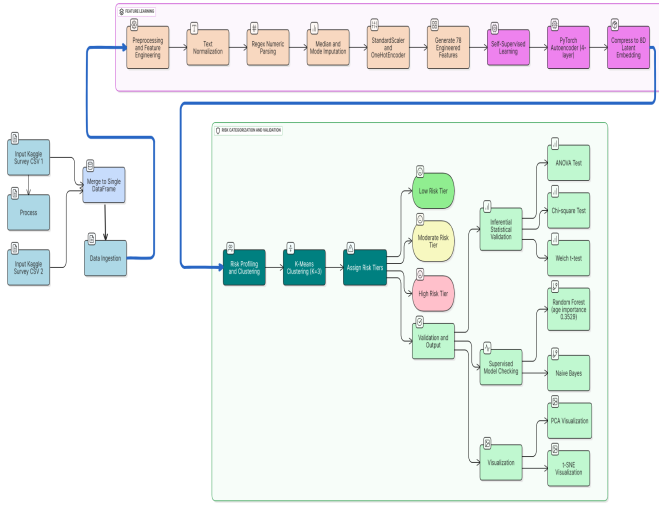 FEATURE LEARNING
Preprocessing
and Feature
Engineering
Text
Normalization
Regex Numeric
Parsing
Median and
Mode Imputation
StandardScaler
and
OneHotEncoder
Generate 78
Engineered
Features
Self-Supervised
Learning
PyTorch
Autoencoder (4-
layer)
Compress to 8D
Latent
Embedding
Input Kaggle
Survey CSV 1
Process
Input Kaggle
Survey CSV 2
Merge to Single
DataFrame
Data Ingestion
RISK CATEGORIZATION AND VALIDATION
Risk Profiling
and Clustering
K-Means
Clustering (K=3)
Assign Risk Tiers
Low Risk Tier
Moderate Risk
Tier
High Risk Tier
Validation and
Output
Inferential
Statistical
Validation
Supervised
Model Checking
Visualization
ANOVA Test
Chi-square Test
Welch t-test
Random Forest
(age importance
0.3528)
Naive Bayes
PCA Visualization
t-SNE
Visualization